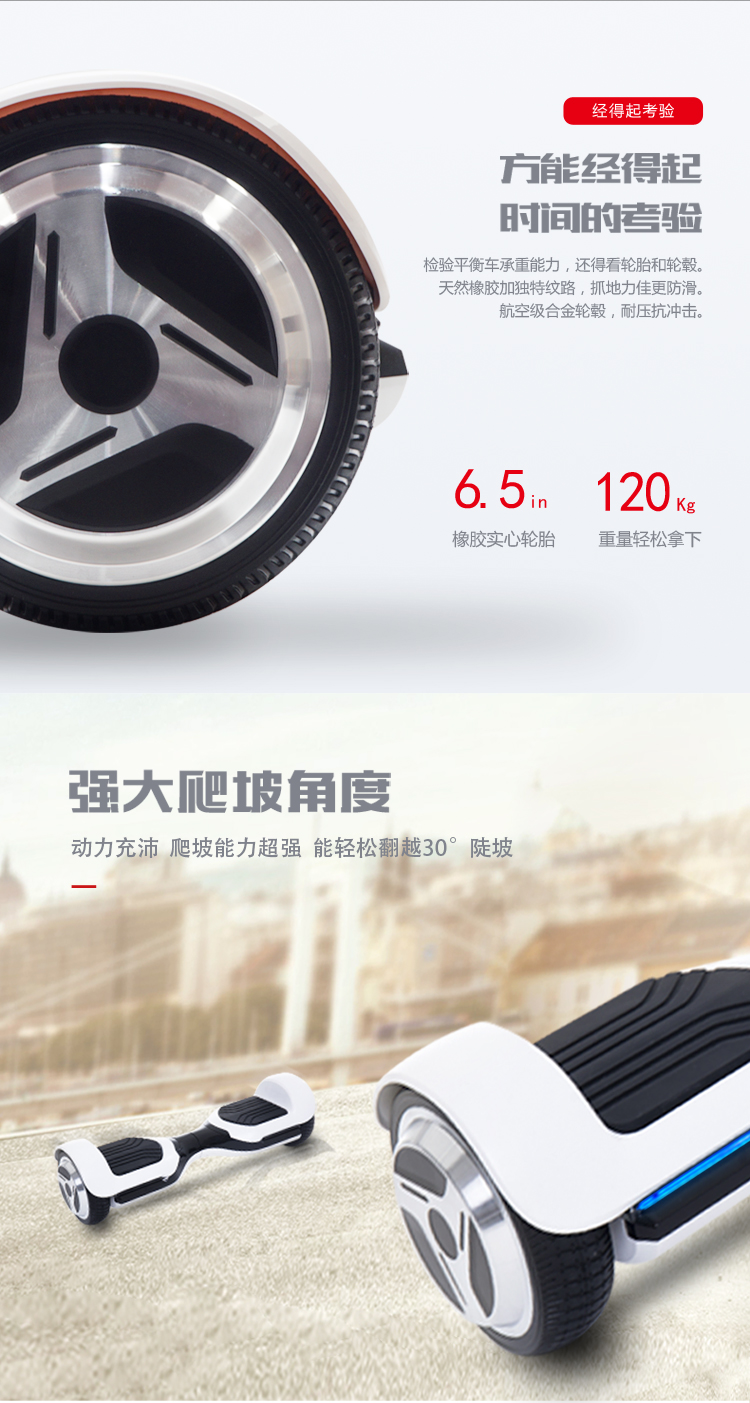 经得起考验
方能经得起
时间的考验
检验平衡车承重能力，还得看轮胎和轮毂。
天然橡胶加独特纹路，抓地力佳更防滑。
航空级合金轮毂，耐压抗冲击。
6.5in 120Kg
橡胶实心轮胎 重量轻松拿下
强大爬坡角度
动力充沛 爬坡能力超强 能轻松翻越30°陡坡